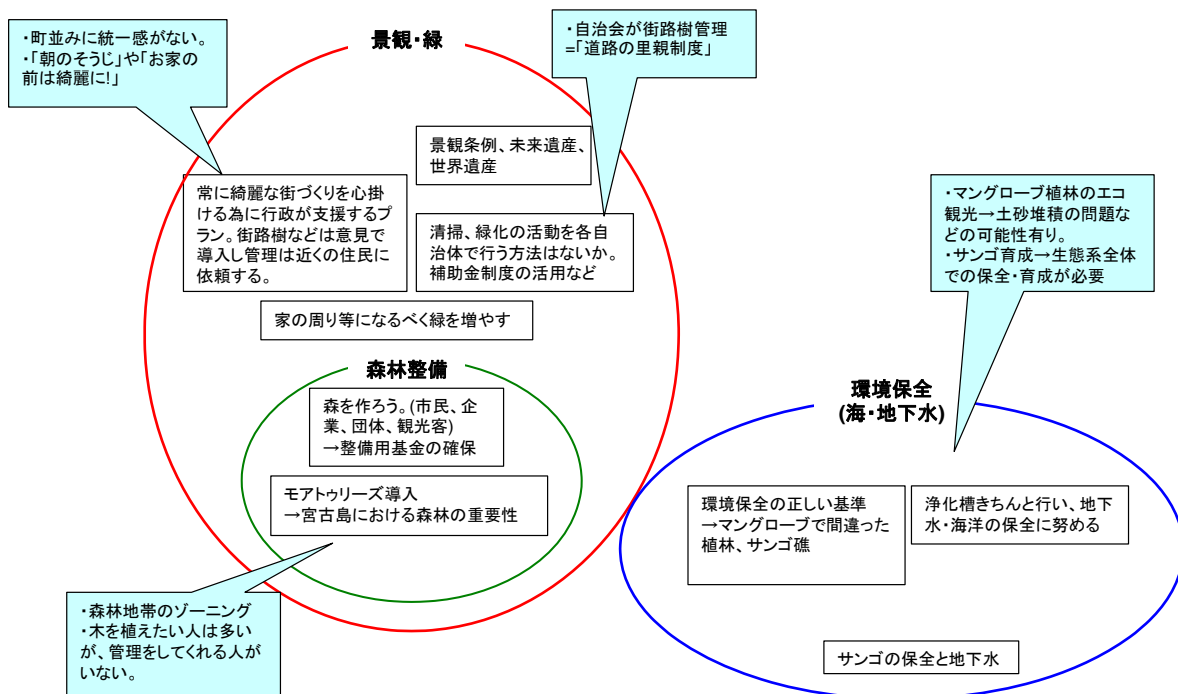 ・町並みに統一感がない。
・「朝のそうじ」や「お家の
前は綺麗に!」
景観・緑
・自治会が街路樹管理
=「道路の里親制度」
景観条例、未来遺産、
世界遺産
常に綺麗な街づくりを心掛
ける為に行政が支援するプ
ラン。街路樹などは意見で
導入し管理は近くの住民に
依頼する。
清掃、緑化の活動を各自
治体で行う方法はないか。
補助金制度の活用など
家の周り等になるべく緑を増やす
森林整備
森を作ろう。(市民、企
業、団体、観光客)
→整備用基金の確保
モアトゥリーズ導入
→宮古島における森林の重要性
・森林地帯のゾーニング
・木を植えたい人は多い
が、管理をしてくれる人が
いない。
・マングローブ植林のエコ
観光→土砂堆積の問題な
どの可能性有り。
・サンゴ育成→生態系全体
での保全・育成が必要
環境保全
(海・地下水)
環境保全の正しい基準
→マングローブで間違った
植林、サンゴ礁
浄化槽きちんと行い、地下
水・海洋の保全に努める
サンゴの保全と地下水